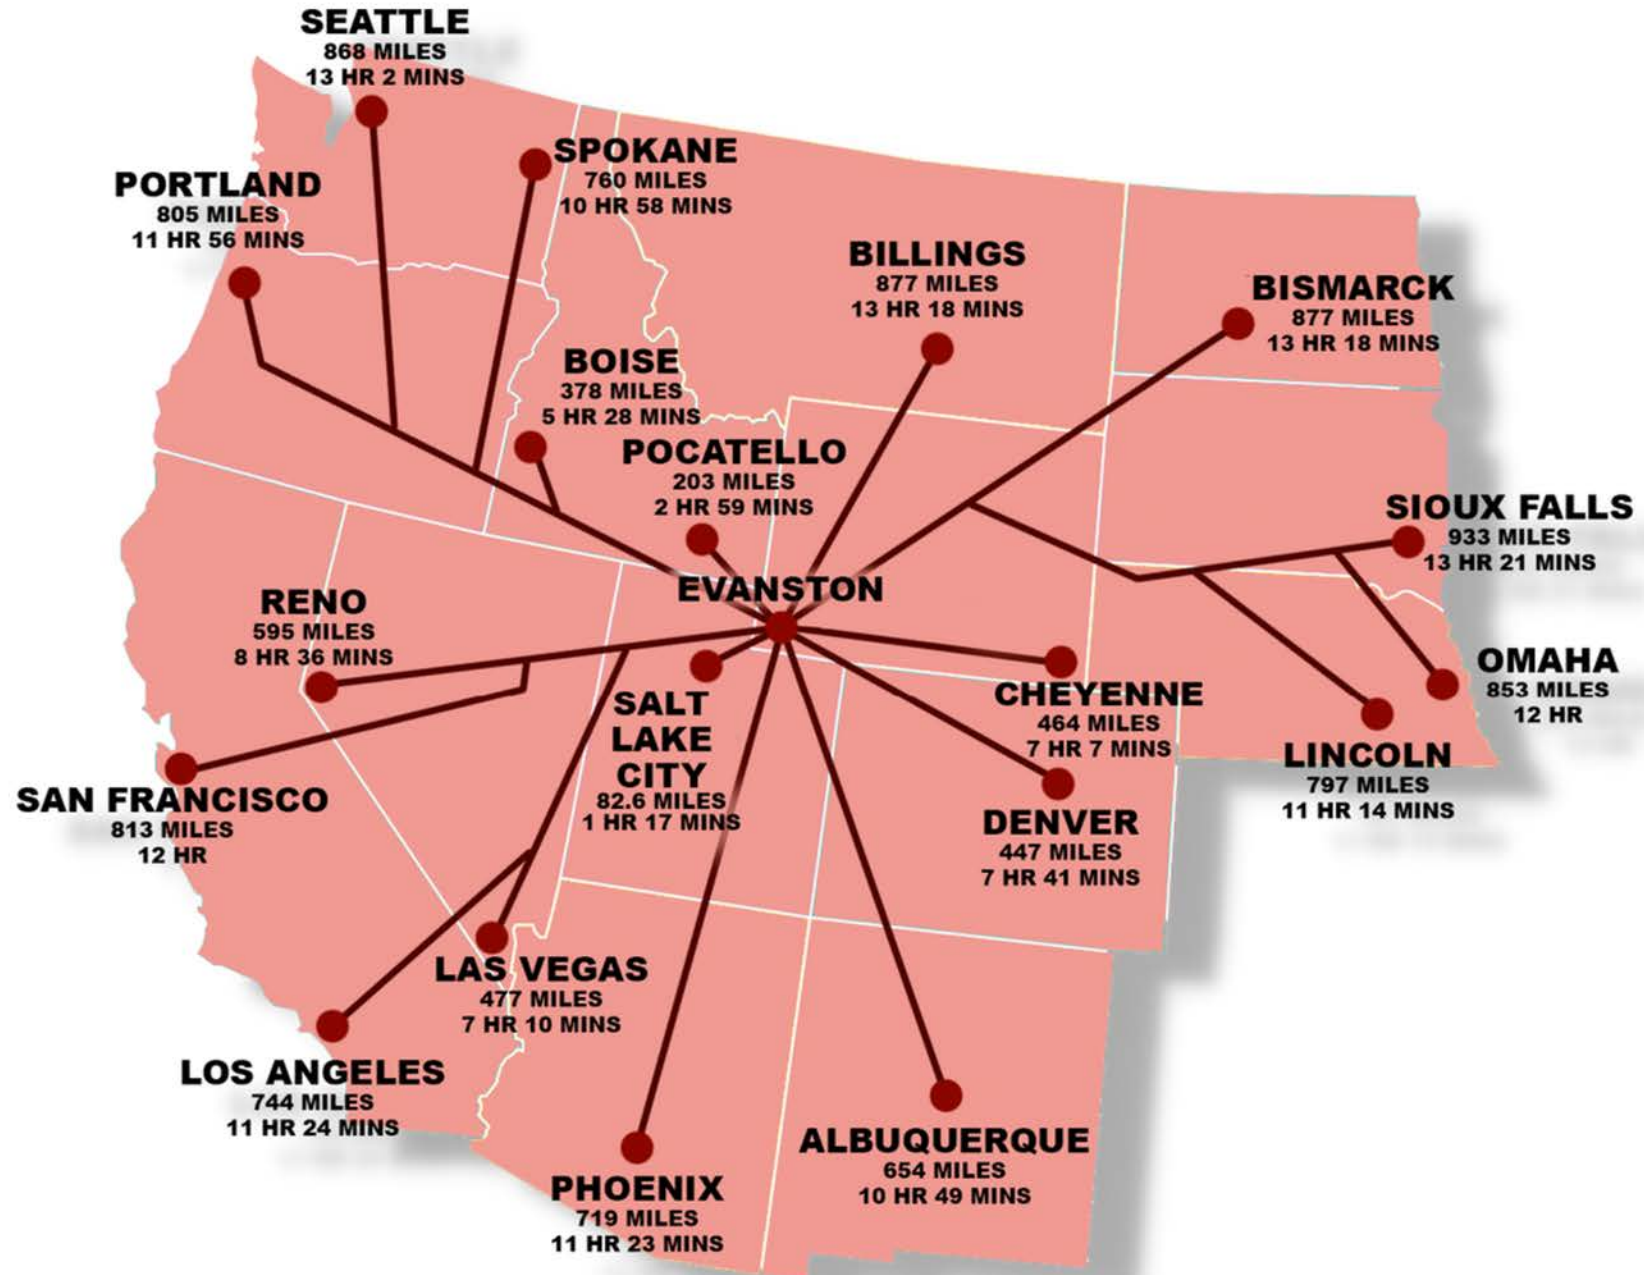 SEATTLE
868 MILES
13 HR 2 MINS
SPOKANE
760 MILES
10 HR 58 MINS
PORTLAND
805 MILES
11 HR 56 MINS
BILLINGS
877 MILES
13 HR 18 MINS
BISMARCK
877 MILES
13 HR 18 MINS
BOISE
378 MILES
5 HR 28 MINS
POCATELLO
203 MILES
2 HR 59 MINS
SIOUX FALLS
933 MILES
13 HR 21 MINS
EVANSTON
RENO
595 MILES
8 HR 36 MINS
OMAHA
853 MILES
12 HR
CHEYENNE
464 MILES
7 HR 7 MINS
SALT
LAKE
CITY
82.6 MILES
1 HR 17 MINS
LINCOLN
797 MILES
11 HR 14 MINS
SAN FRANCISCO
813 MILES
12 HR
DENVER
447 MILES
7 HR 41 MINS
LAS VEGAS
477 MILES
7 HR 10 MINS
LOS ANGELES
744 MILES
11 HR 24 MINS
ALBUQUERQUE
654 MILES
10 HR 49 MINS
PHOENIX
719 MILES
11 HR 23 MINS